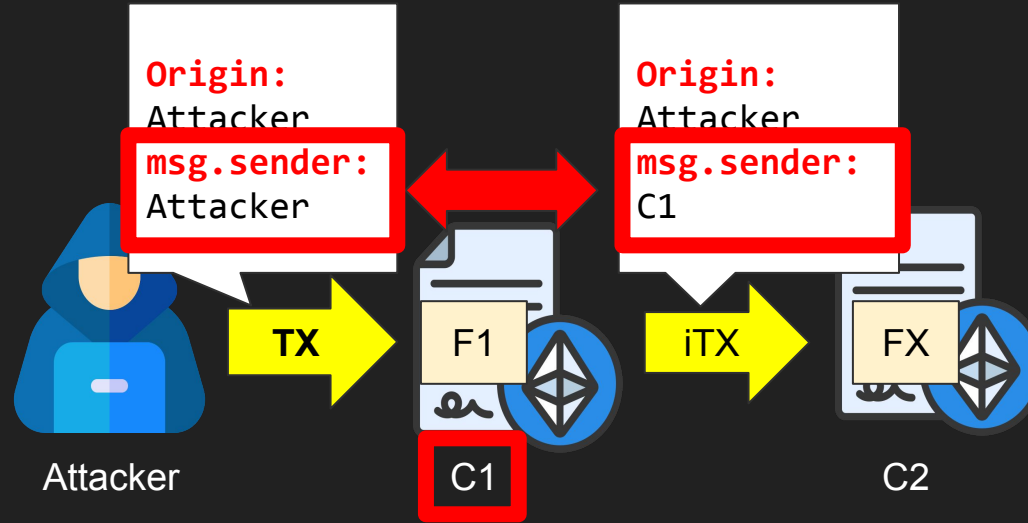 Origin:
Attacker
msg.sender:
Attacker
Origin:
Attacker
msg.sender:
C1
TX
F1
iTX
FX
Attacker
C1
C2